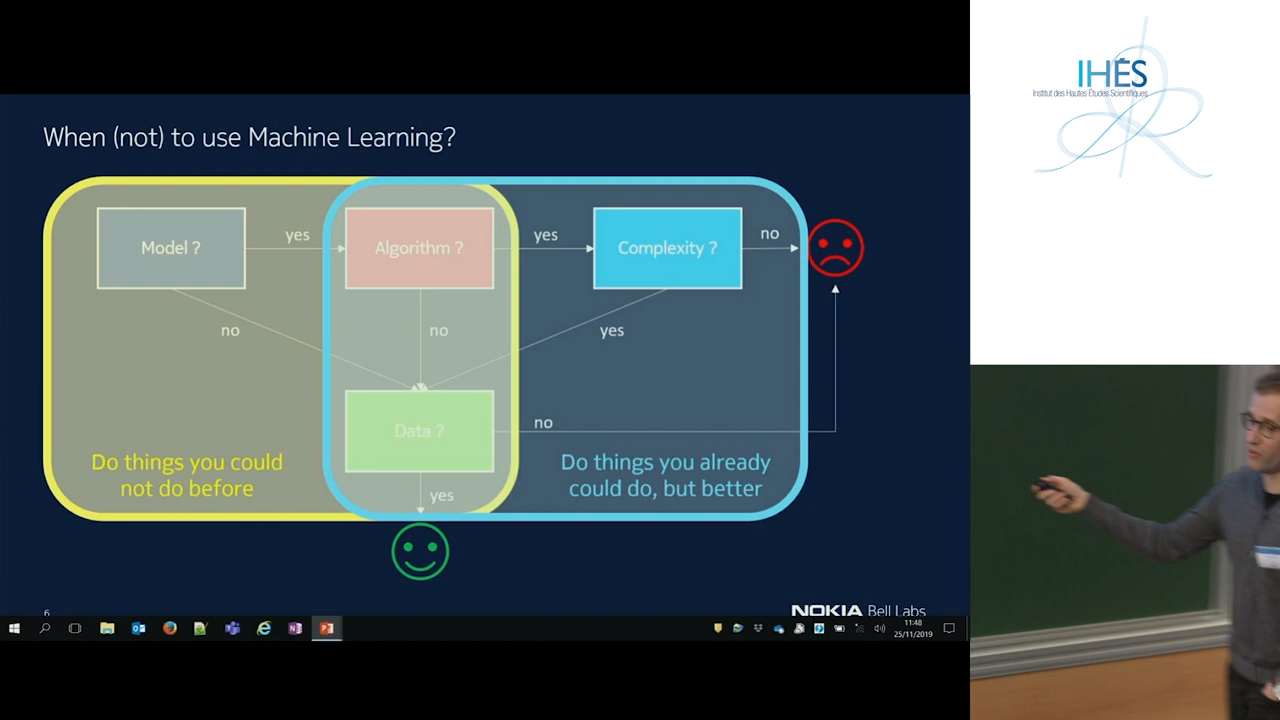 When (not) to use Machine Learning?
Model ?
yes
Algorithm ?
yes
Complexity ?
no
no
no
yes
Data ?
no
Do things you could
not do before
yes
Do things you already
could do, but better
6
NOKIA Bell Labs
11:48
25/11/2019
IHÉS
Institut des Hautes Études Scientifiques